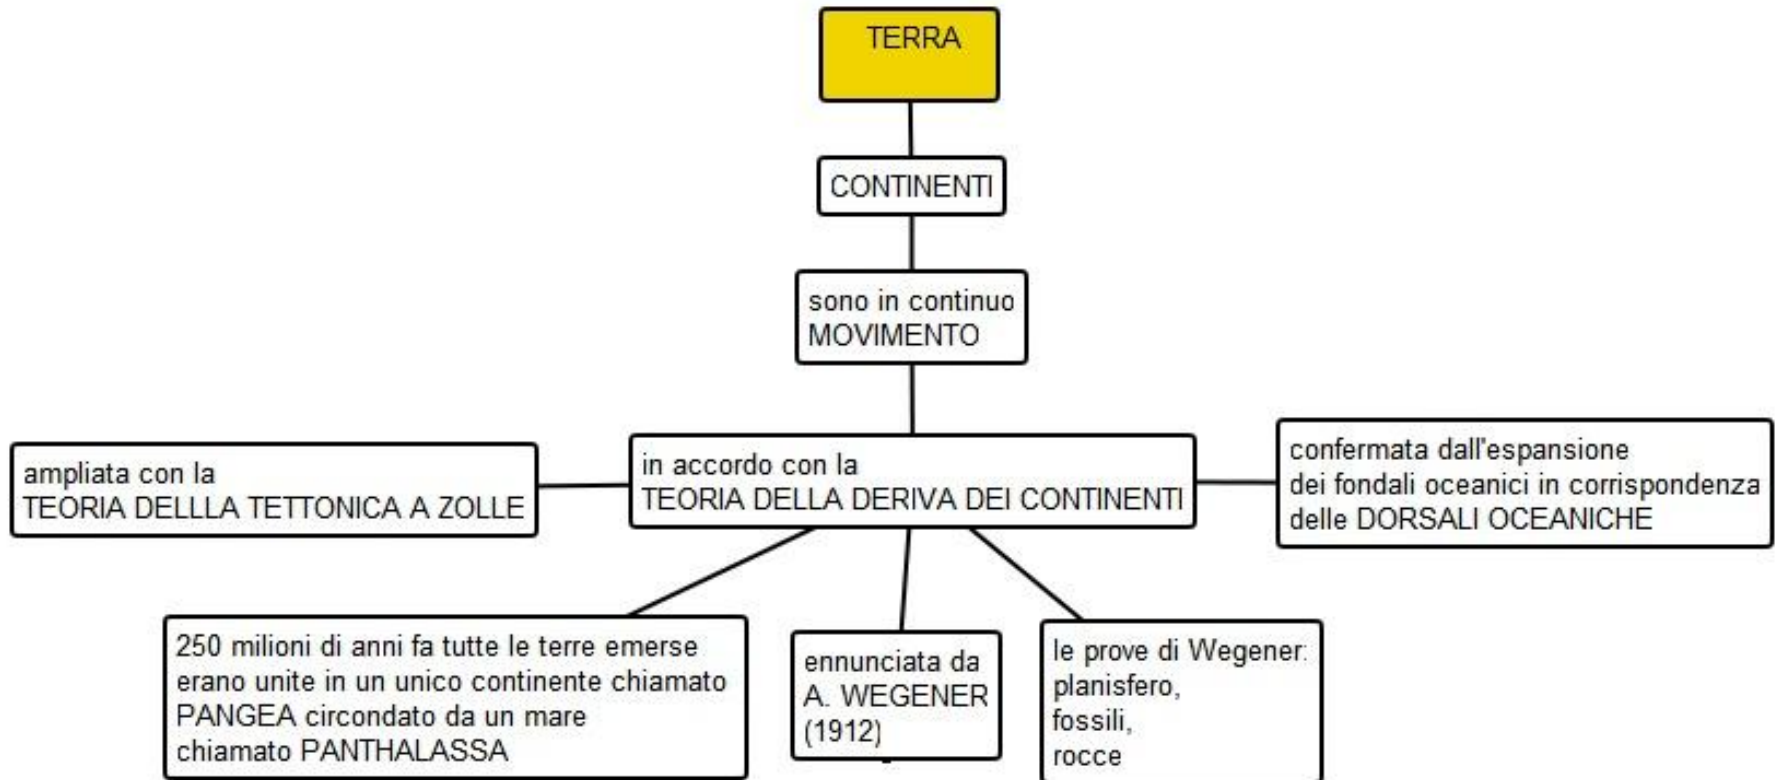 TERRA
CONTINENTI
sono in continuo
MOVIMENTO
ampliata con la
TEORIA DELLLA TETTONICA A ZOLLE
in accordo con la
TEORIA DELLA DERIVA DEI CONTINENTI
confermata dall'espansione
dei fondali oceanici in corrispondenza
delle DORSALI OCEANICHE
250 milioni di anni fa tutte le terre emerse
erano unite in un unico continente chiamato
PANGEA circondato da un mare
chiamato PANTHALASSA
ennunciata da
A. WEGENER
(1912)
le prove di Wegener:
planisfero,
fossili,
rocce